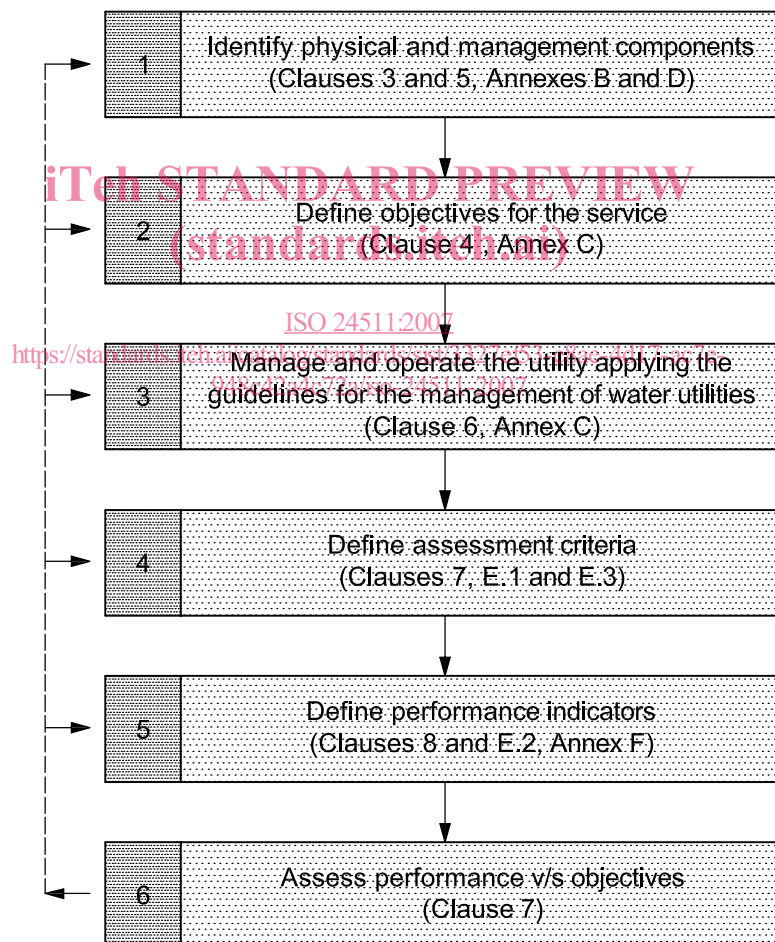 1
Identify physical and management components
(Clauses 3 and 5, Annexes B and D)
iTeh STANDARD PREVIEW
2
Define objectives for the service
(Clause 4 , Annex C)
(standards.iteh.ai)
ISO 24511:2007
3
Manage and operate the utility applying the
guidelines for the management of water utilities
(Clause 6, Annex C)
4
Define assessment criteria
(Clauses 7, E.1 and E.3)
5
Define performance indicators
(Clauses 8 and E.2, Annex F)
6
Assess performance v/s objectives
(Clause 7)